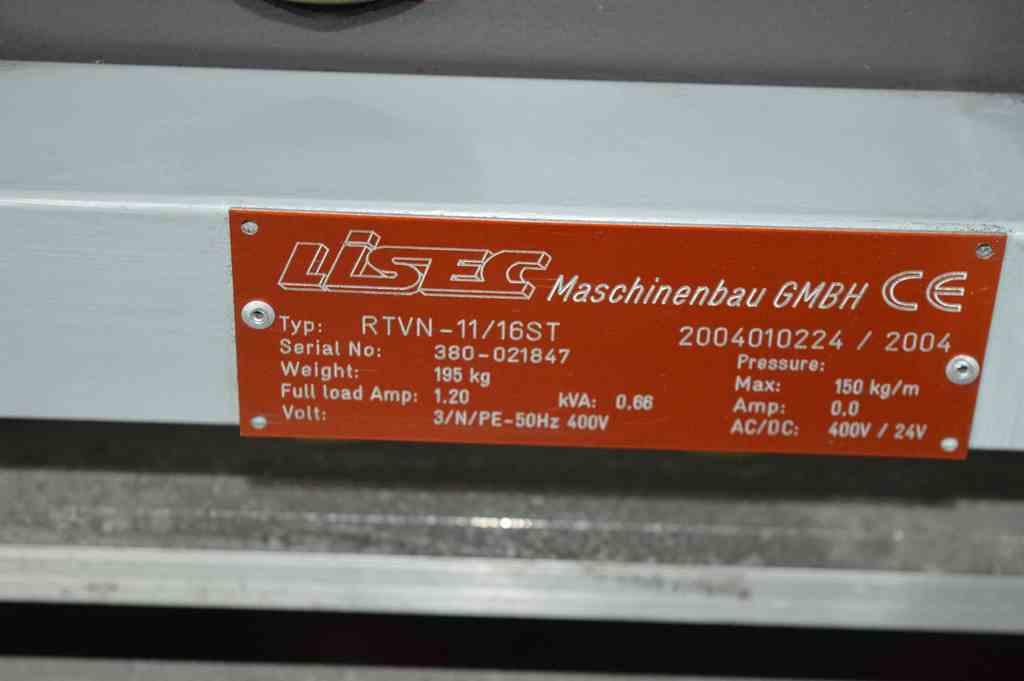 LiSEC Maschinenbau GMBH CE
Typ: RTVN-11/16ST 2004010224 / 2004
Serial No: 380-021847 Pressure:
Weight: 195 kg Max: 150 kg/m
Full load Amp: 1.20 kVA: 0.66 Amp: 0.0
Volt: 3/N/PE-50Hz 400V AC/DC: 400V / 24V